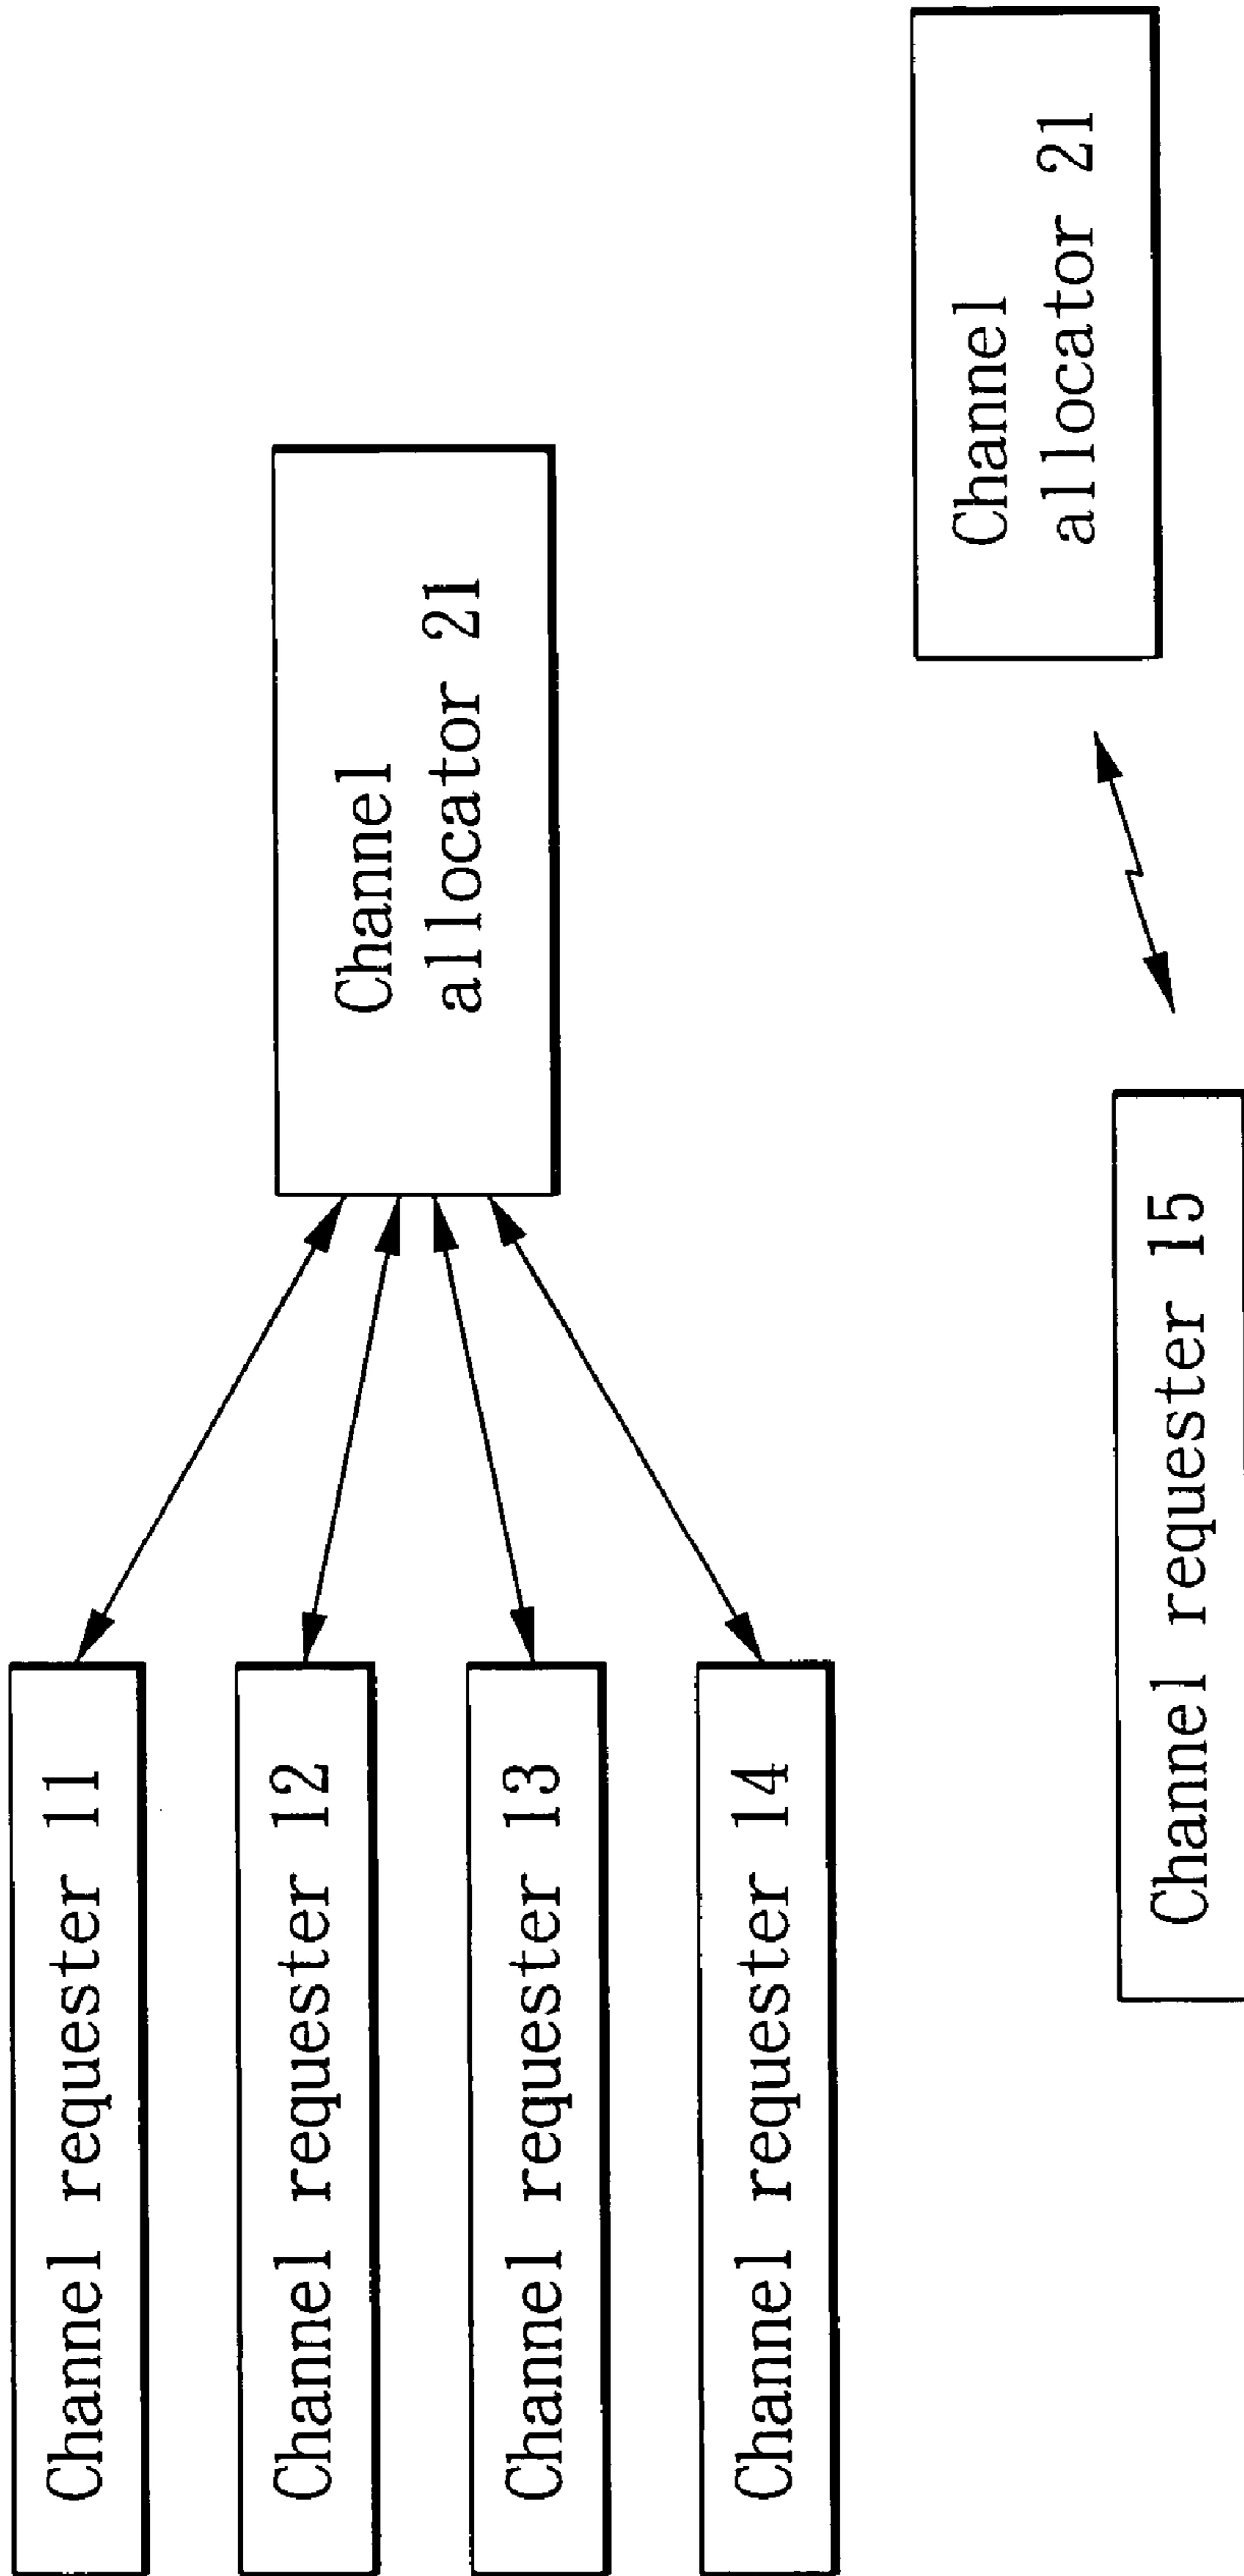 Channel requester 11
Channel requester 12
Channel requester 13
Channel requester 14
Channel
allocator 21
Channel requester 15
Channel
allocator 21